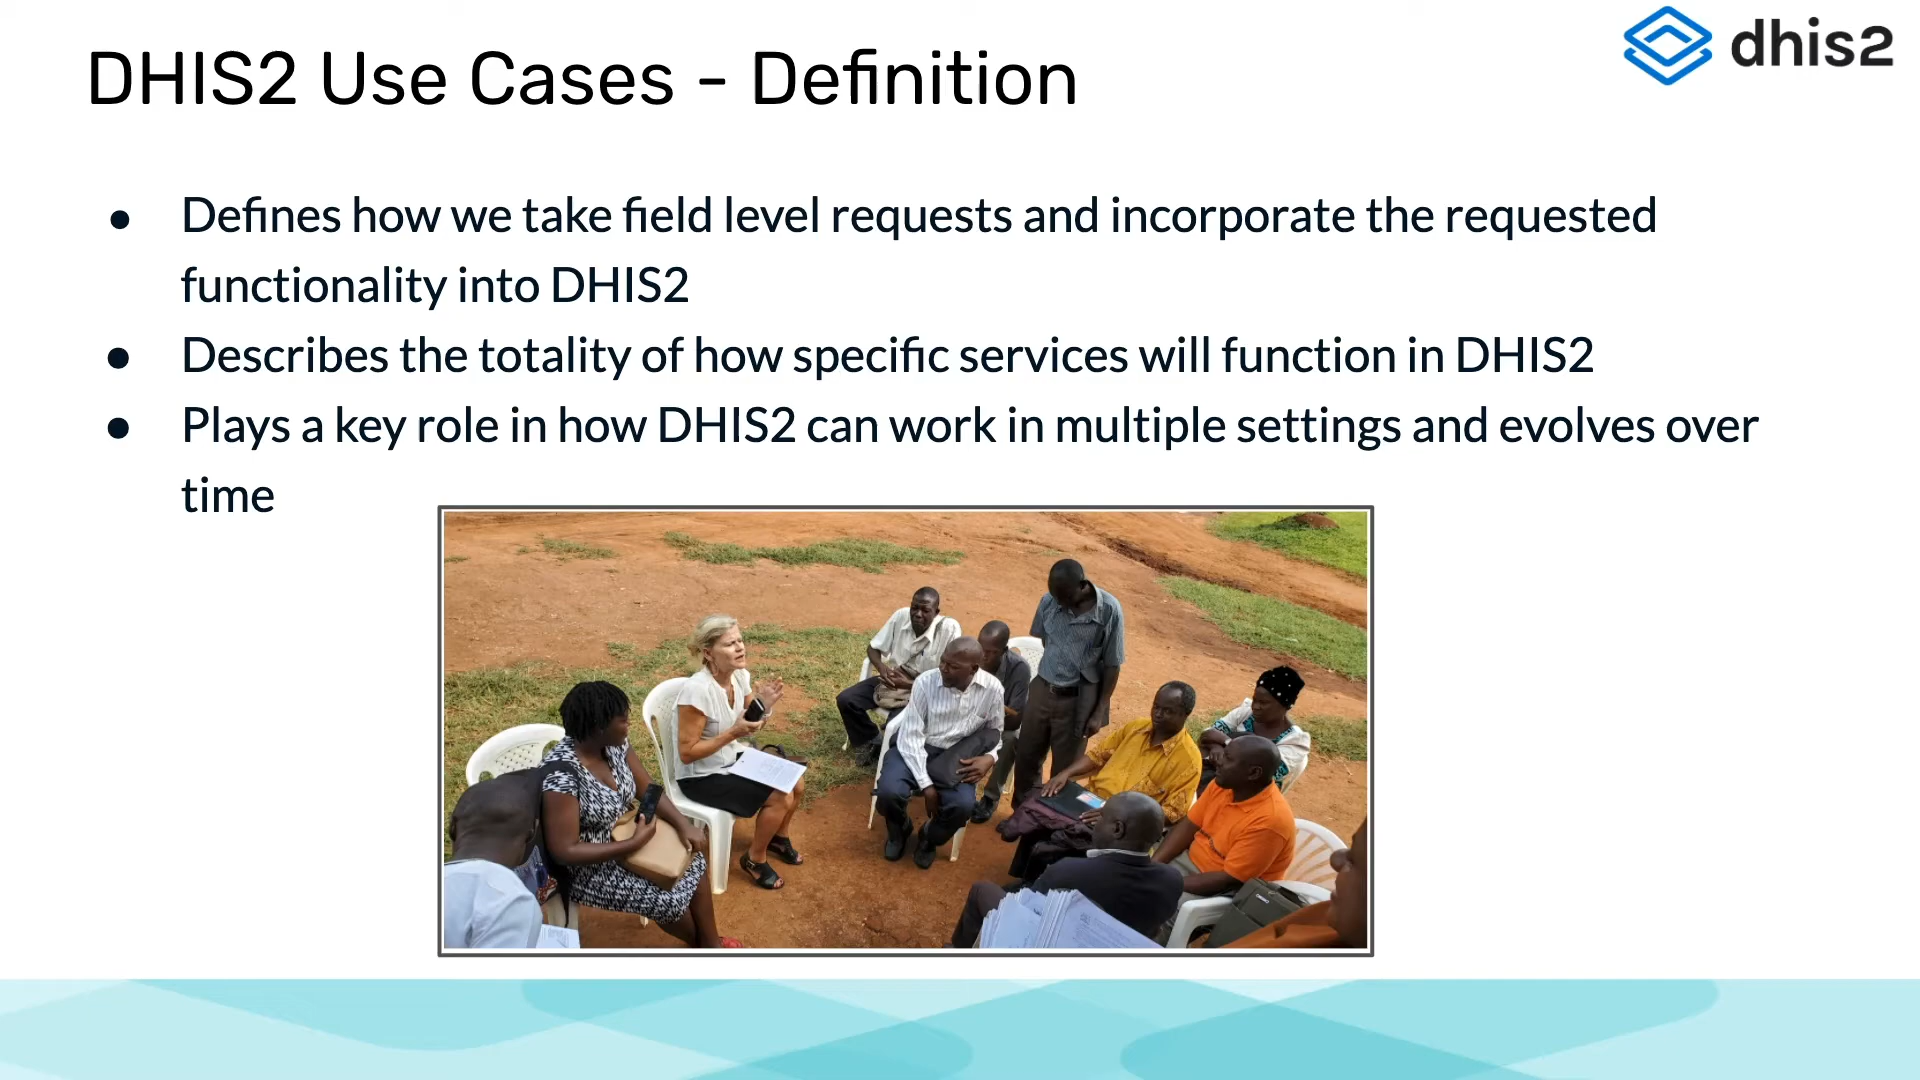 dhis2
DHIS2 Use Cases - Definition
● Defines how we take field level requests and incorporate the requested
functionality into DHIS2
● Describes the totality of how specific services will function in DHIS2
● Plays a key role in how DHIS2 can work in multiple settings and evolves over
time